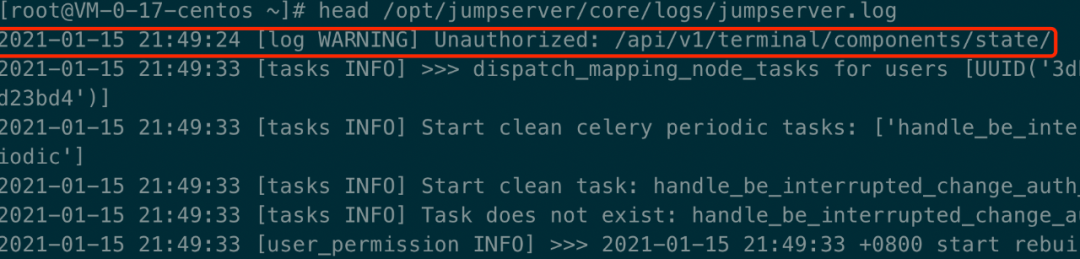 [root@VM-0-17-centos ~]# head /opt/jumpserver/core/logs/jumpserver.log
2021-01-15 21:49:24 [log WARNING] Unauthorized: /api/v1/terminal/components/state/
2021-01-15 21:49:33 [tasks INFO] >>> dispatch_mapping_node_tasks for users [UUID('3d
d23bd4')]
2021-01-15 21:49:33 [tasks INFO] Start clean celery periodic tasks: ['handle_be_inte
iodic']
2021-01-15 21:49:33 [tasks INFO] Start clean task: handle_be_interrupted_change_auth
2021-01-15 21:49:33 [tasks INFO] Task does not exist: handle_be_interrupted_change_a
2021-01-15 21:49:33 [user_permission INFO] >>> 2021-01-15 21:49:33 +0800 start rebui